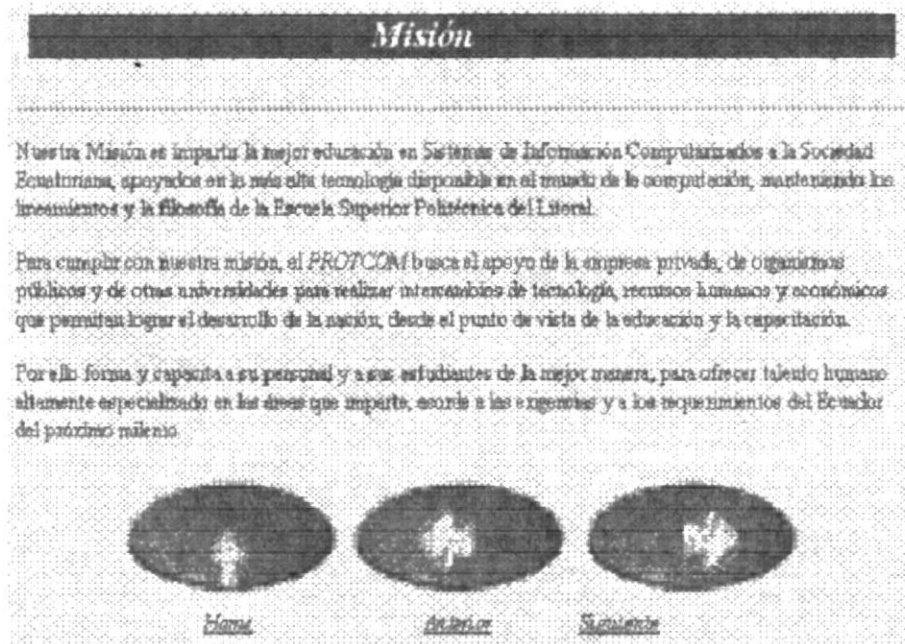 Misión
Nuestra Misión es impartir la mejor educación en Sistemas de Información Computarizados a la Sociedad
Ecuatoriana, apoyados en la más alta tecnología disponible en el mundo de la computación, manteniendo los
lineamientos y la filosofía de la Escuela Superior Politécnica del Litoral.
Para cumplir con nuestra misión, el PROTCOM busca el apoyo de la empresa privada, de organismos
públicos y de otras universidades para realizar intercambios de tecnología, recursos humanos y económicos
que permitan lograr el desarrollo de la nación, desde el punto de vista de la educación y la capacitación.
Por ello forma y capacita a su personal y a sus estudiantes de la mejor manera, para ofrecer talento humano
altamente especializado en las áreas que imparte, acorde a las exigencias y a los requerimientos del Ecuador
del próximo milenio
Home Anterior Siguiente